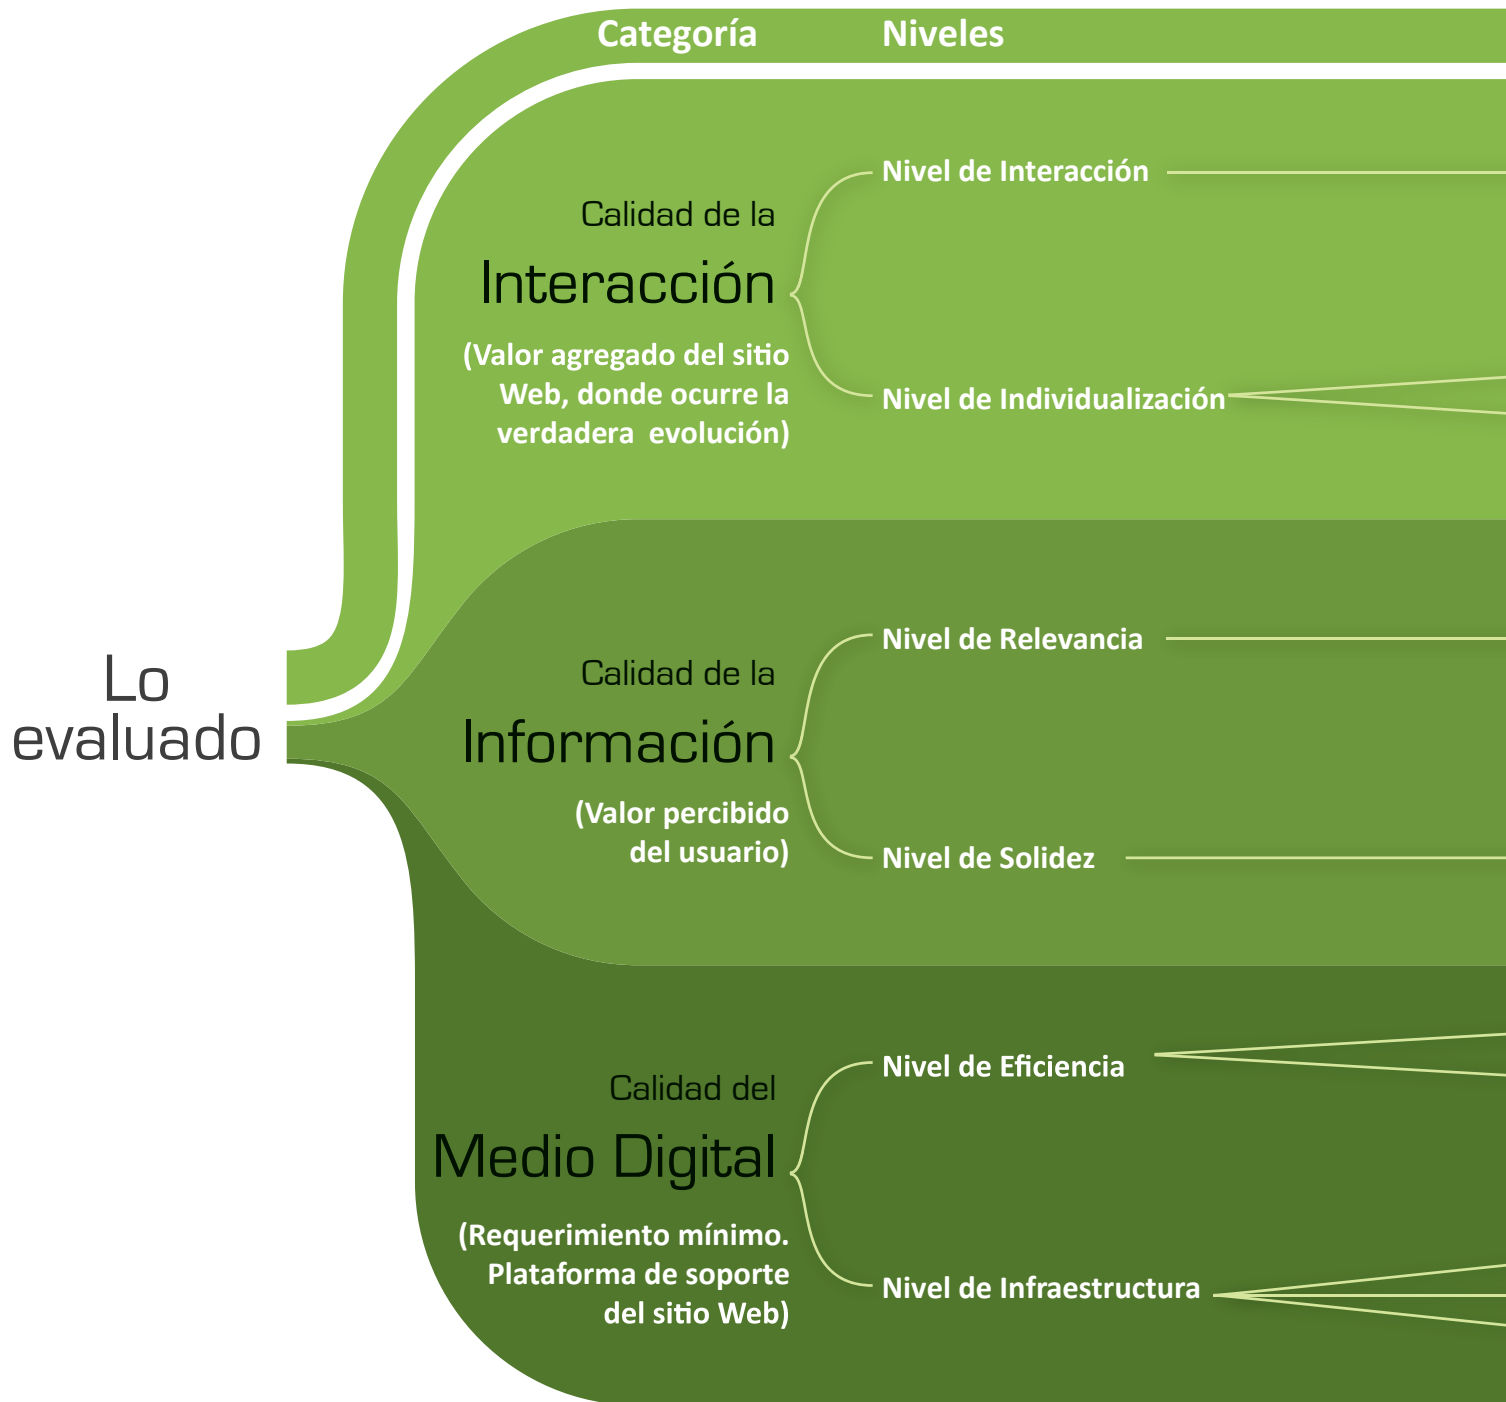 Categoría
Niveles
Lo
evaluado
Calidad de la
Interacción
(Valor agregado del sitio
Web, donde ocurre la
verdadera evolución)
Nivel de Interacción
Nivel de Individualización
Calidad de la
Información
(Valor percibido
del usuario)
Nivel de Relevancia
Nivel de Solidez
Calidad del
Medio Digital
(Requerimiento mínimo.
Plataforma de soporte
del sitio Web)
Nivel de Eficiencia
Nivel de Infraestructura